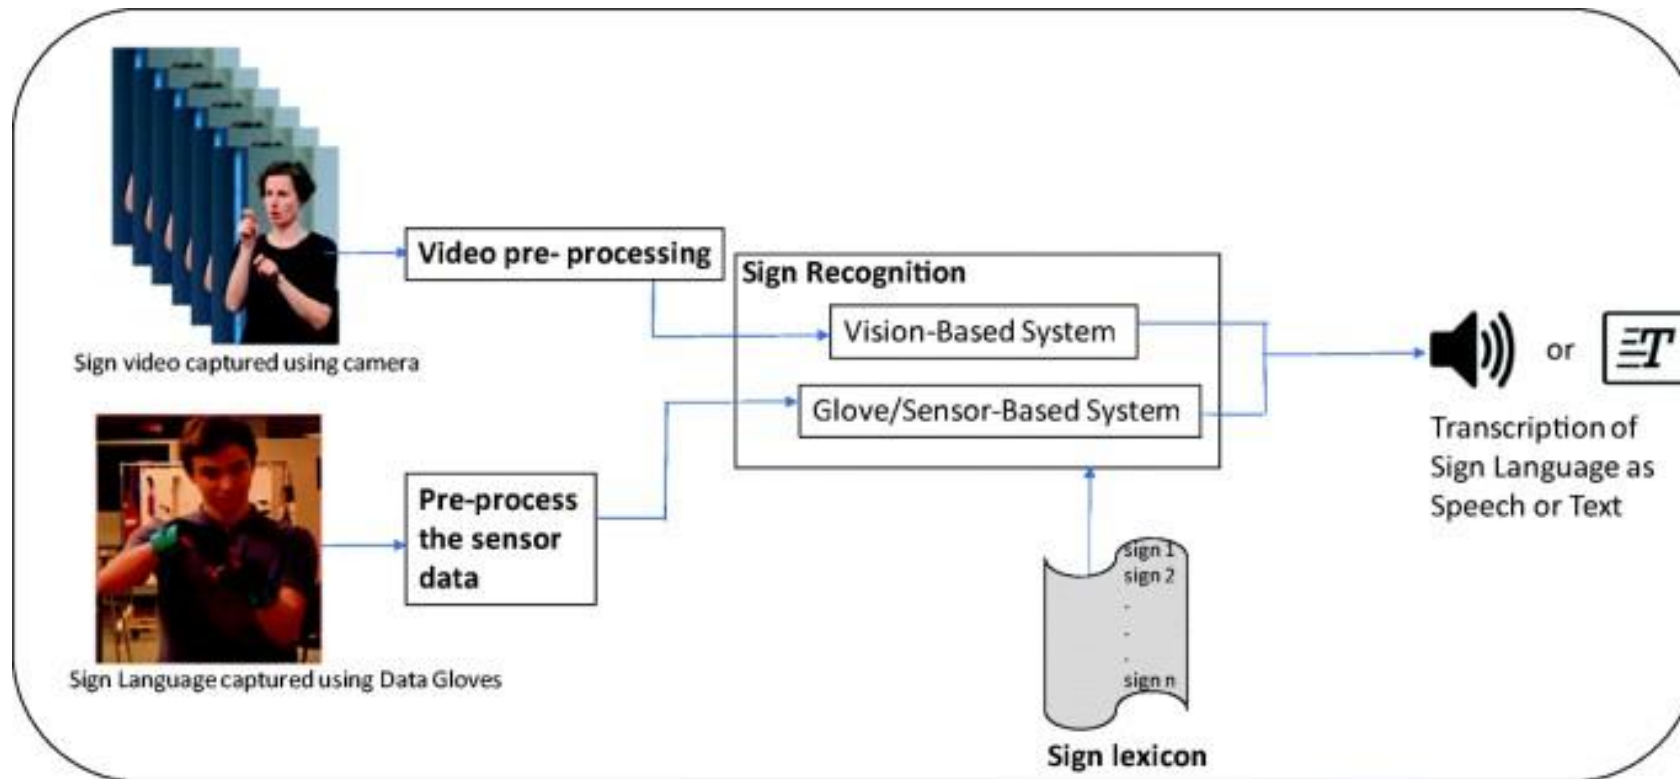 Sign video captured using camera
Video pre- processing
Sign Recognition
Vision-Based System
Glove/Sensor-Based System
Sign Language captured using Data Gloves
Pre-process
the sensor
data
sign 1
sign 2
.
.
.
sign n
Sign lexicon
or
T
Transcription of
Sign Language as
Speech or Text